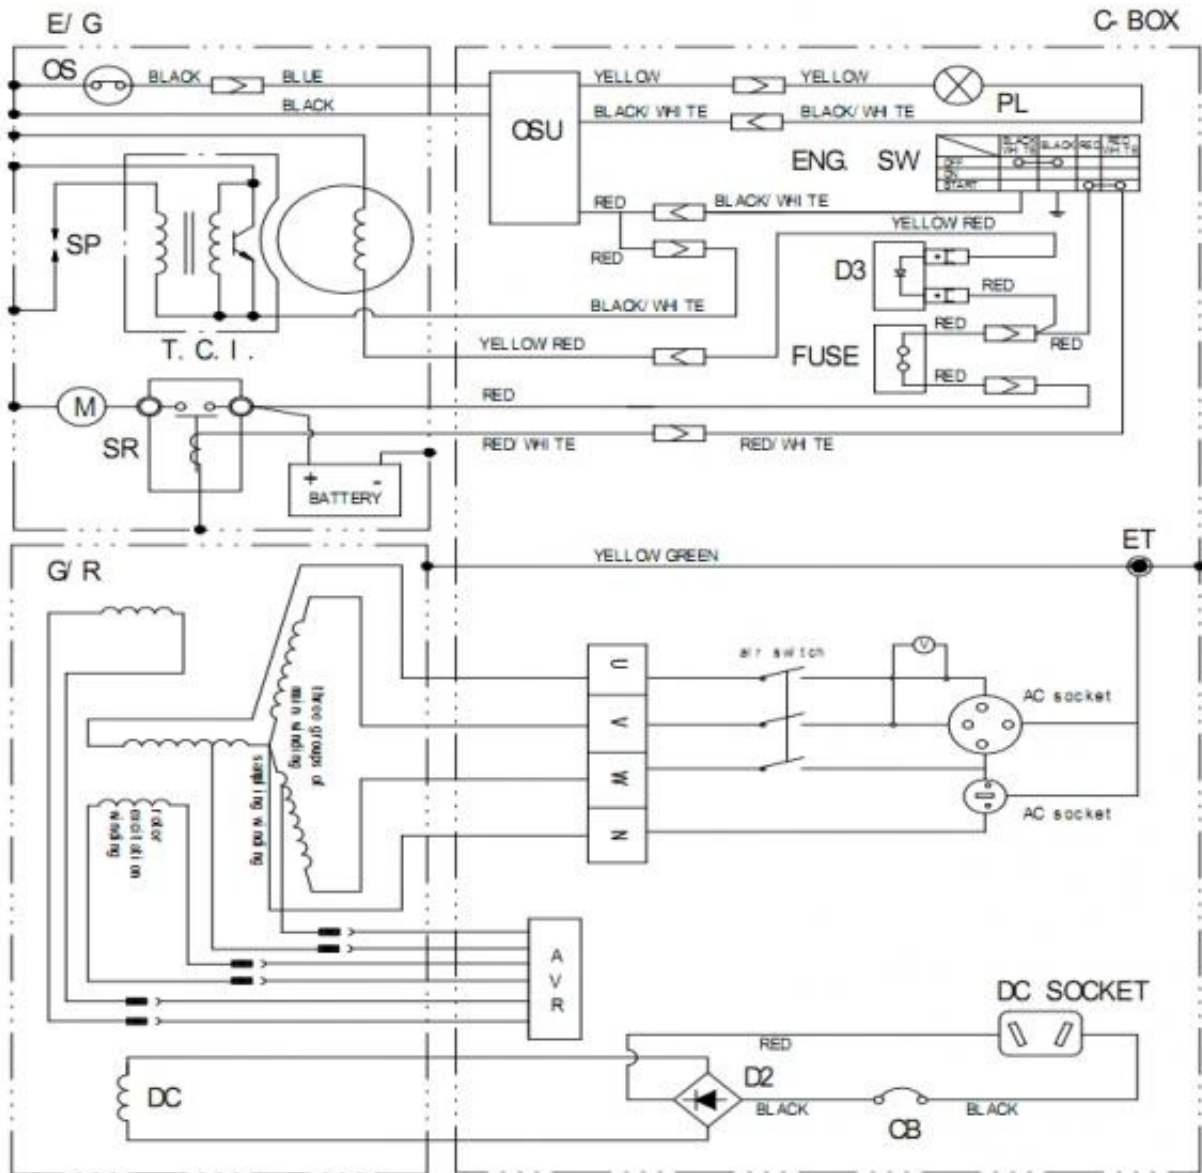 E/ G
C- BOX
OS
BLACK
BLUE
YELLOW
YELLOW
PL
BLACK
BLACK/ WHI TE
BLACK/ WHI TE
OSU
ENG. SW
BLACK WHI TE
BLACK
RED
RED WHI TE
OFF
ON
START
SP
RED
BLACK/ WHI TE
YELLOW RED
RED
D3
RED
BLACK/ WHI TE
RED
T. C. I .
YELLOW RED
FUSE
RED
RED
M
RED
SR
RED/ WHI TE
RED/ WHI TE
+ -
BATTERY
G/ R
YELLOW GREEN
ET
U
V
W
N
air switch
V
AC socket
AC socket
three groups of
main winding
sampling winding
rotor
excitation
winding
A
V
R
DC SOCKET
RED
DC
D2
BLACK
BLACK
CB